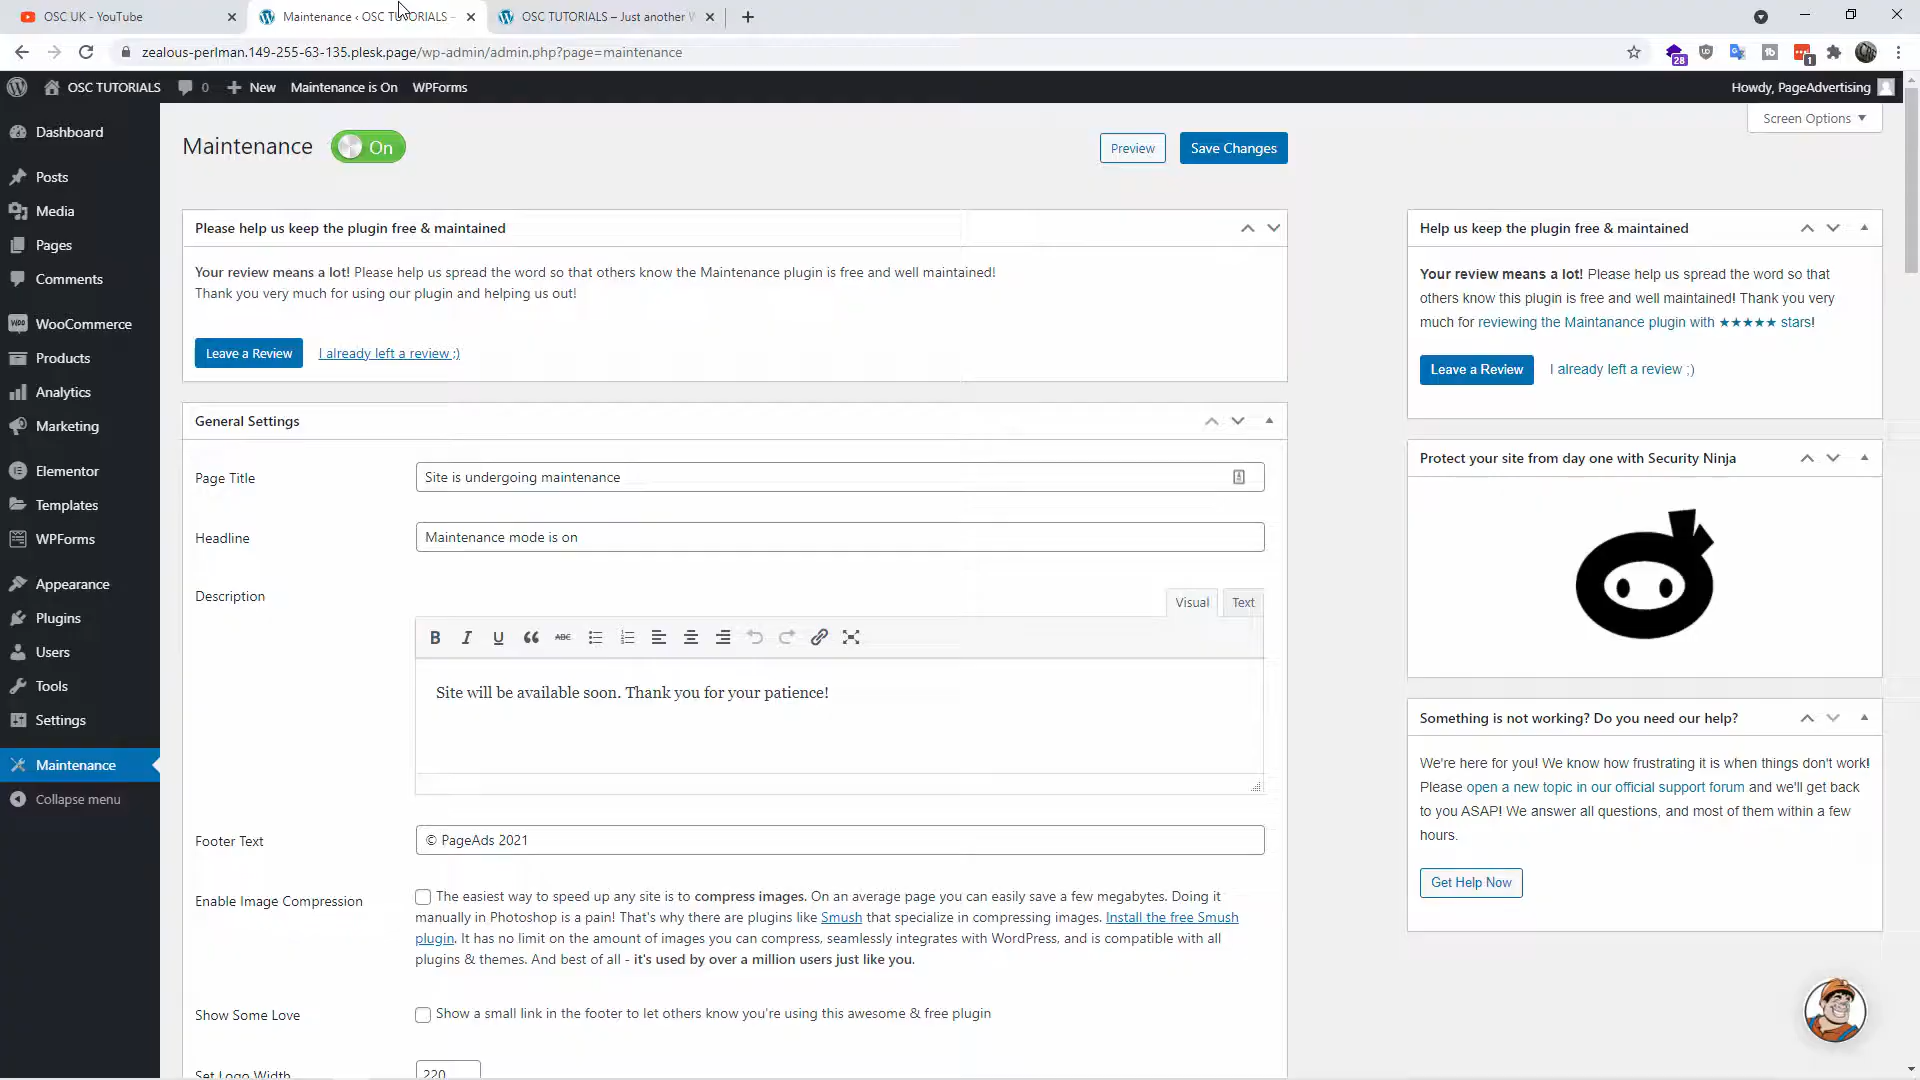 OSC UK - YouTube
Maintenance ‹ OSC TUTORIALS –
OSC TUTORIALS – Just another W
zealous-perlman.149-255-63-135.plesk.page/wp-admin/admin.php?page=maintenance
28
1
OSC TUTORIALS
0
New
Maintenance is On
WPForms
Howdy, PageAdvertising
Screen Options
Dashboard
Posts
Media
Pages
Comments
WooCommerce
Products
Analytics
Marketing
Elementor
Templates
WPForms
Appearance
Plugins
Users
Tools
Settings
Maintenance
Collapse menu
Maintenance
On
Preview
Save Changes
Please help us keep the plugin free & maintained
Your review means a lot! Please help us spread the word so that others know the Maintenance plugin is free and well maintained!
Thank you very much for using our plugin and helping us out!
Leave a Review
I already left a review ;)
General Settings
Page Title
Site is undergoing maintenance
Headline
Maintenance mode is on
Description
Visual
Text
B I U ABC
Site will be available soon. Thank you for your patience!
Footer Text
© PageAds 2021
Enable Image Compression
The easiest way to speed up any site is to compress images. On an average page you can easily save a few megabytes. Doing it
manually in Photoshop is a pain! That's why there are plugins like Smush that specialize in compressing images. Install the free Smush
plugin. It has no limit on the amount of images you can compress, seamlessly integrates with WordPress, and is compatible with all
plugins & themes. And best of all - it's used by over a million users just like you.
Show Some Love
Show a small link in the footer to let others know you're using this awesome & free plugin
Set Logo Width
220
Help us keep the plugin free & maintained
Your review means a lot! Please help us spread the word so that
others know this plugin is free and well maintained! Thank you very
much for reviewing the Maintanance plugin with ★★★★★ stars!
Leave a Review
I already left a review ;)
Protect your site from day one with Security Ninja
Something is not working? Do you need our help?
We're here for you! We know how frustrating it is when things don't work!
Please open a new topic in our official support forum and we'll get back
to you ASAP! We answer all questions, and most of them within a few
hours.
Get Help Now